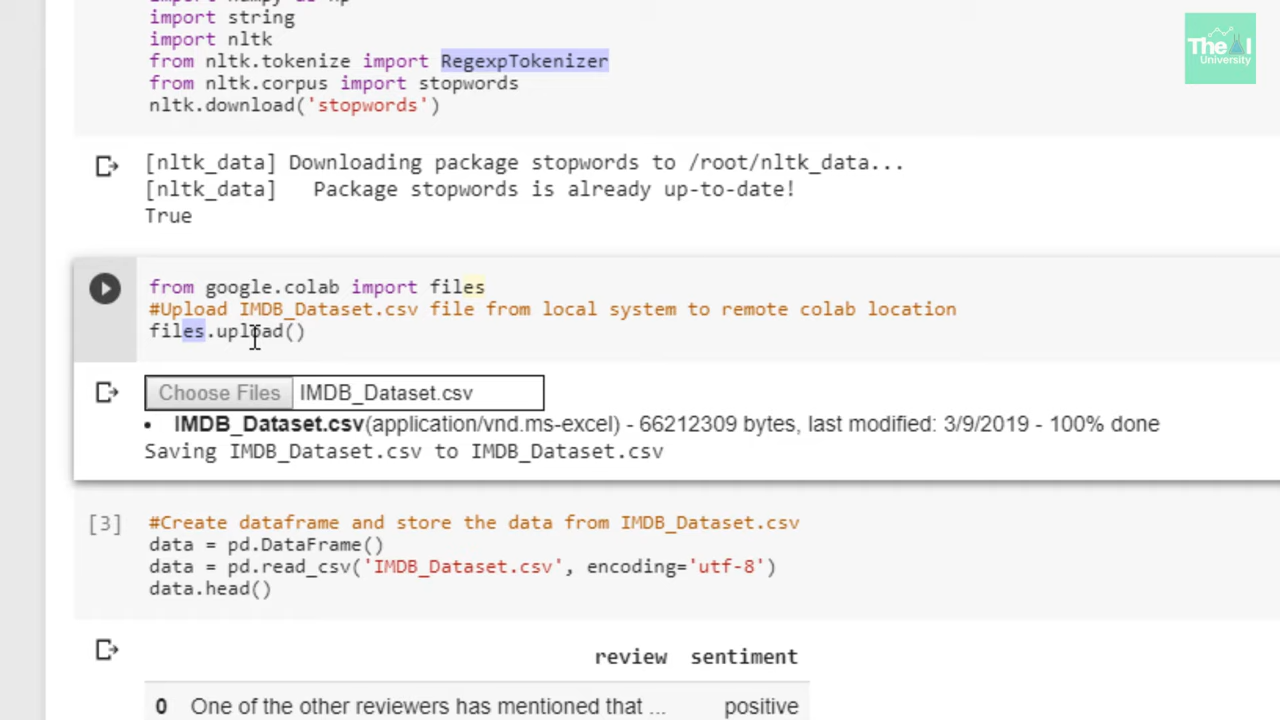 import numpy as np
import string
import nltk
from nltk.tokenize import RegexpTokenizer
from nltk.corpus import stopwords
nltk.download('stopwords')
The AI
University
[nltk_data] Downloading package stopwords to /root/nltk_data...
[nltk_data]   Package stopwords is already up-to-date!
True
from google.colab import files
#Upload IMDB_Dataset.csv file from local system to remote colab location
files.upload()
Choose Files IMDB_Dataset.csv
• IMDB_Dataset.csv(application/vnd.ms-excel) - 66212309 bytes, last modified: 3/9/2019 - 100% done
Saving IMDB_Dataset.csv to IMDB_Dataset.csv
[3] #Create dataframe and store the data from IMDB_Dataset.csv
data = pd.DataFrame()
data = pd.read_csv('IMDB_Dataset.csv', encoding='utf-8')
data.head()
review sentiment
0 One of the other reviewers has mentioned that ... positive